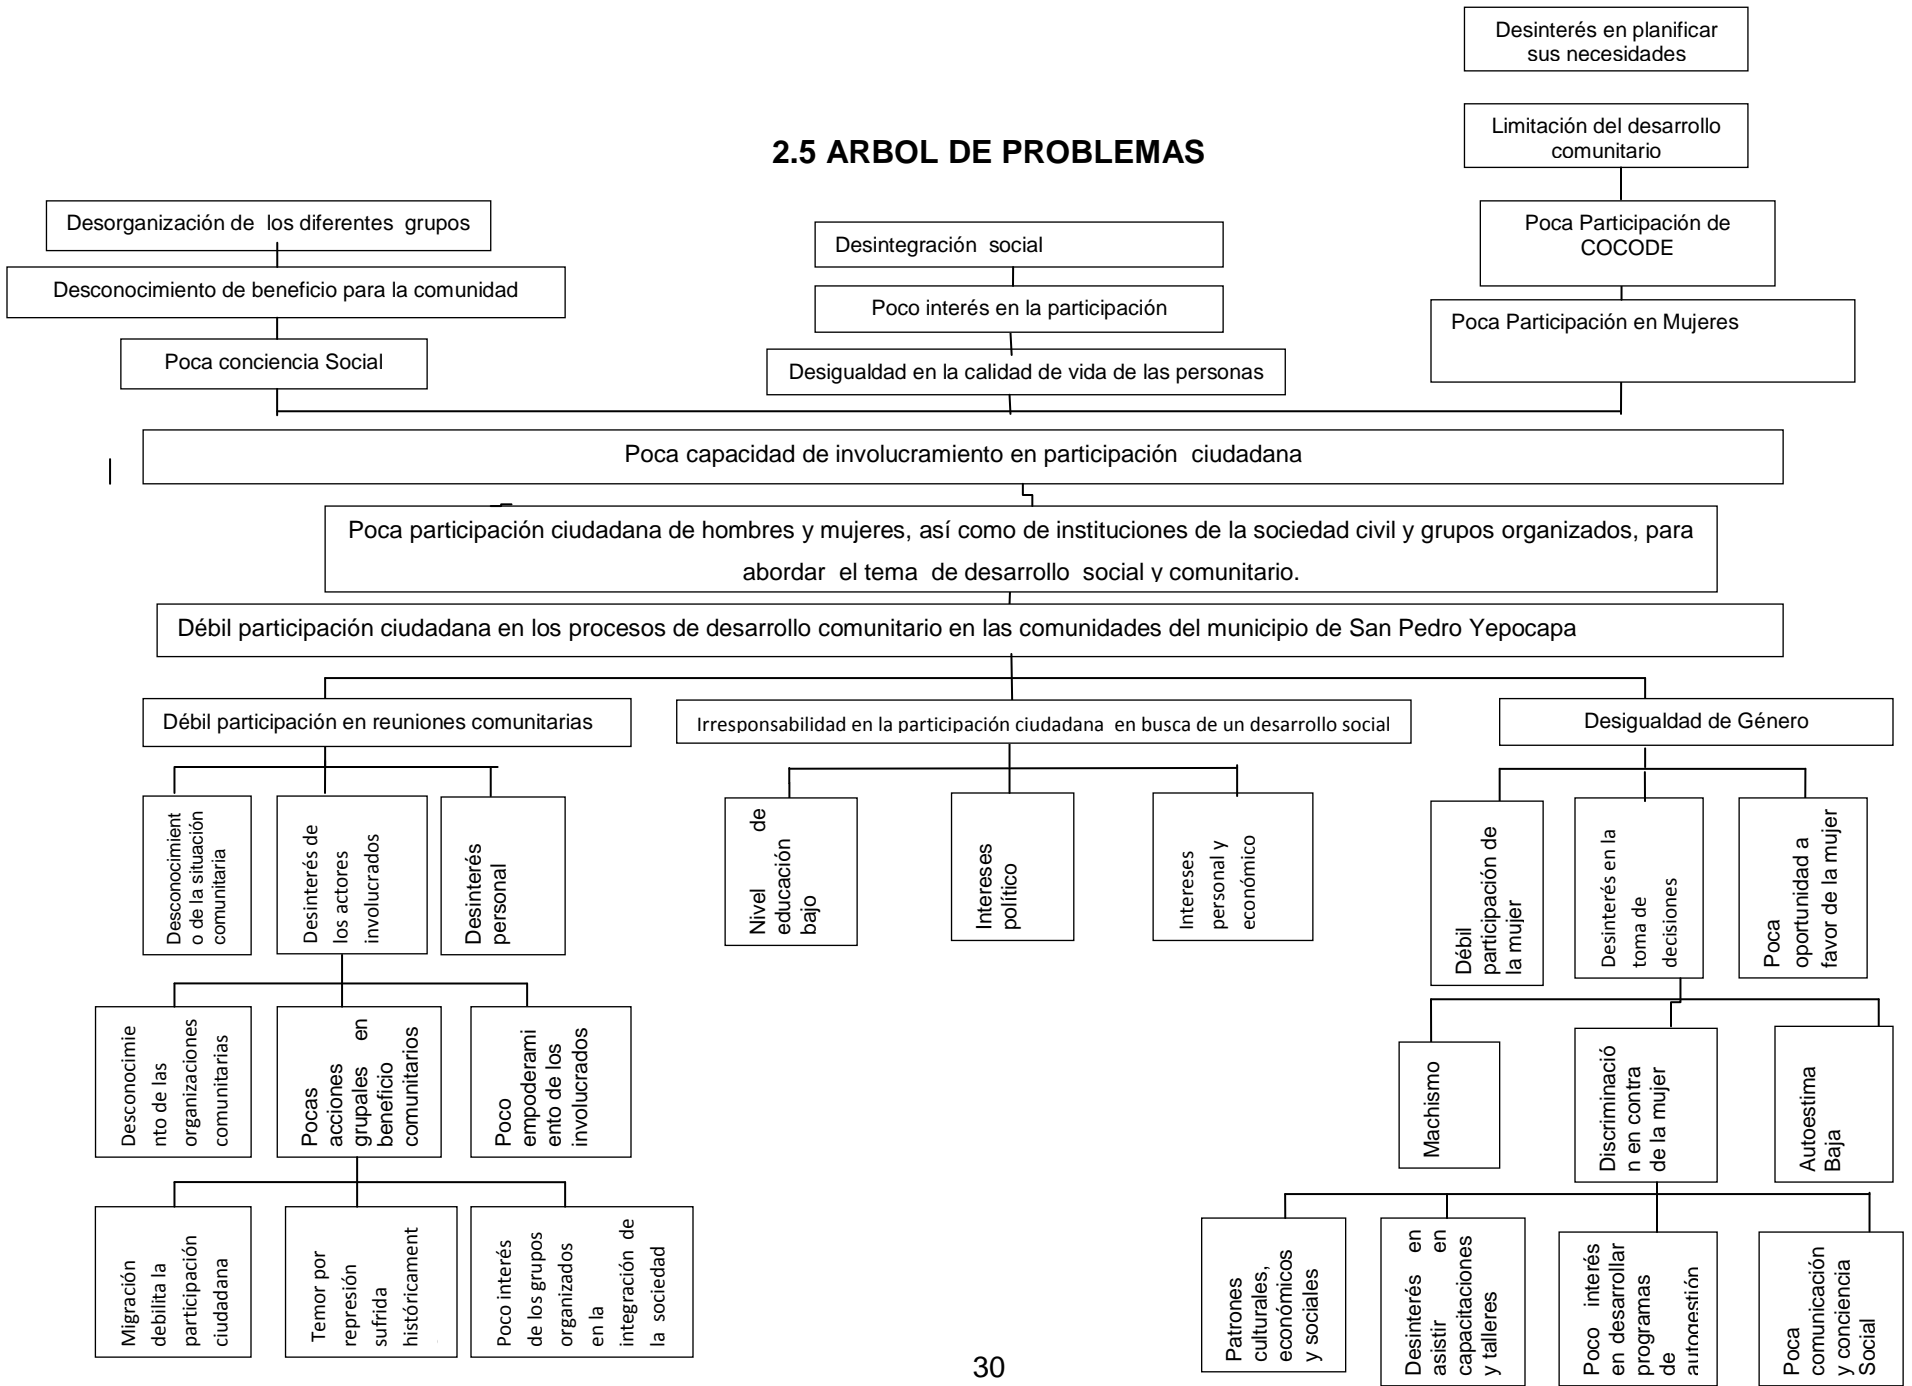 Desinterés en planificar
sus necesidades
Limitación del desarrollo
comunitario
2.5 ARBOL DE PROBLEMAS
Desorganización de los diferentes grupos
Desintegración social
Poca Participación de
COCODE
Desconocimiento de beneficio para la comunidad
Poco interés en la participación
Poca Participación en Mujeres
Poca conciencia Social
Desigualdad en la calidad de vida de las personas
Poca capacidad de involucramiento en participación ciudadana
Poca participación ciudadana de hombres y mujeres, así como de instituciones de la sociedad civil y grupos organizados, para
abordar el tema de desarrollo social y comunitario.
Débil participación ciudadana en los procesos de desarrollo comunitario en las comunidades del municipio de San Pedro Yepocapa
Débil participación en reuniones comunitarias
Irresponsabilidad en la participación ciudadana en busca de un desarrollo social
Desigualdad de Género
Desconocimient
o de la situación
comunitaria
Desinterés de
los actores
involucrados
Desinterés
personal
Nivel de
educación
bajo
Intereses
político
Intereses
personal y
económico
Débil
participación de
la mujer
Desinterés en la
toma de
decisiones
Poca
oportunidad a
favor de la mujer
Desconocimie
nto de las
organizaciones
comunitarias
Pocas
acciones
grupales en
beneficio
comunitarios
Poco
empoderami
ento de los
involucrados
Machismo
Discriminació
n en contra
de la mujer
Autoestima
Baja
Migración
debilita la
participación
ciudadana
Temor por
represión
sufrida
históricament
Poco interés
de los grupos
organizados
en la
integración de
la sociedad
Patrones
culturales,
económicos
y sociales
Desinterés en
asistir en
capacitaciones
y talleres
Poco interés
en desarrollar
programas
de
autogestión
Poca
comunicación
y conciencia
Social
30